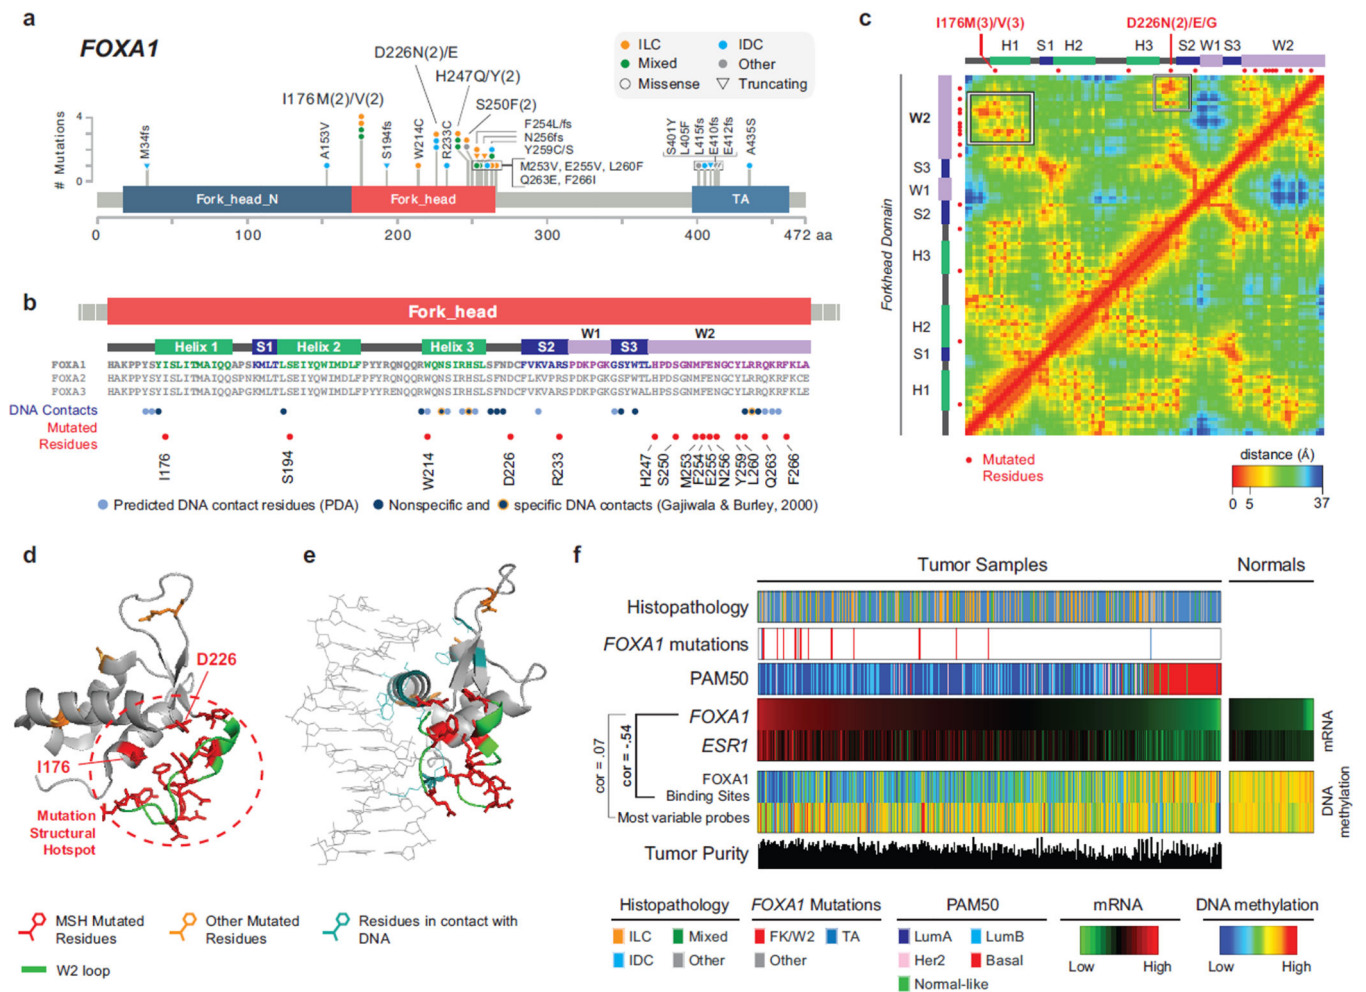 a
FOXA1
ILC
IDC
Mixed
Other
Missense
Truncating
# Mutations
4
2
0
M34fs
A153V
I176M(2)/V(2)
S194fs
W214C
D226N(2)/E
R233C
H247Q/Y(2)
S250F(2)
F254L/fs
N256fs
Y259C/S
M253V, E255V, L260F
Q263E, F266I
S401Y
L405F
L415fs
E410fs
E412fs
A435S
Fork_head_N
Fork_head
TA
0
100
200
300
400
472 aa
b
Fork_head
W1
W2
Helix 1
S1
Helix 2
Helix 3
S2
S3
FOXA1 HAKPPYSYISLITMAIQQAPSKMLTLSEIYQWIMDLFPYYRQNQQRWQNSIRHSLSFNDCFVKVARSPDKPGKGSYWTLHPDSGNMFENGCYLRRQKRFKLA
FOXA2
FOXA3
DNA Contacts
Mutated
Residues
I176
S194
W214
D226
R233
H247
S250
M253
F254
E255
N256
Y259
L260
Q263
F266
Predicted DNA contact residues (PDA)
Nonspecific and
specific DNA contacts (Gajiwala & Burley, 2000)
c
I176M(3)/V(3)
D226N(2)/E/G
H1
S1
H2
H3
S2
W1
S3
W2
Forkhead Domain
W2
S3
W1
S2
H3
H2
S1
H1
Mutated
Residues
distance (Å)
0
5
37
d
D226
I176
Mutation
Structural
Hotspot
e
MSH Mutated
Residues
Other Mutated
Residues
Residues in contact with
DNA
W2 loop
f
Tumor Samples
Normals
Histopathology
FOXA1 mutations
PAM50
FOXA1
ESR1
mRNA
cor = .07
cor = -.54
FOXA1
Binding Sites
Most variable probes
DNA
methylation
Tumor Purity
Histopathology
ILC
Mixed
IDC
Other
FOXA1 Mutations
FK/W2
TA
Other
PAM50
LumA
LumB
Her2
Basal
Normal-like
mRNA
Low
High
DNA methylation
Low
High